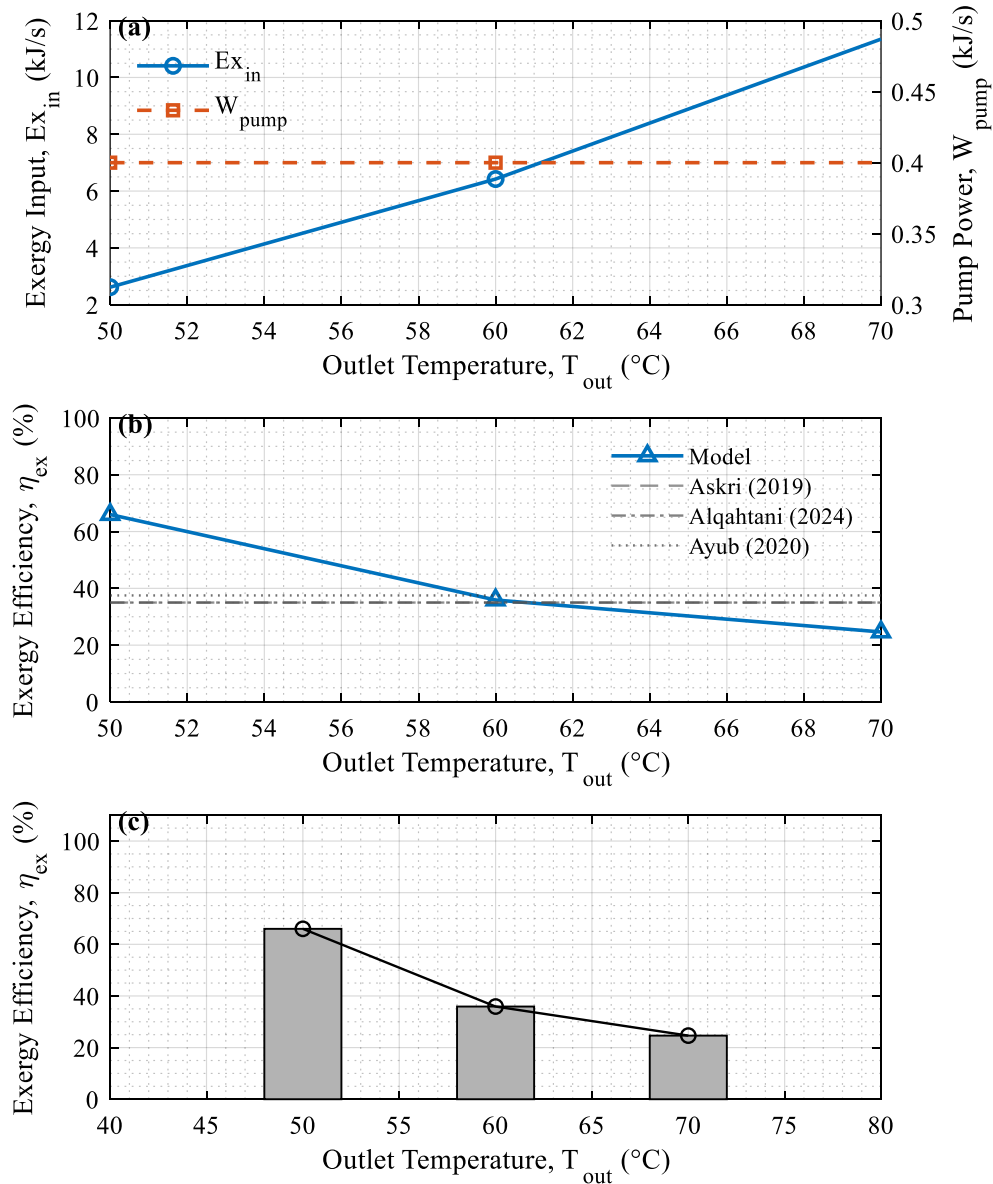 (a)
Ex_in
W_pump
Exergy Input, Ex_in (kJ/s)
12
10
8
6
4
2
Pump Power, W_pump (kJ/s)
0.5
0.45
0.4
0.35
0.3
50 52 54 56 58 60 62 64 66 68 70
Outlet Temperature, T_out (°C)
(b)
Model
Askri (2019)
Alqahtani (2024)
Ayub (2020)
Exergy Efficiency, η_ex (%)
100
80
60
40
20
0
50 52 54 56 58 60 62 64 66 68 70
Outlet Temperature, T_out (°C)
(c)
Exergy Efficiency, η_ex (%)
100
80
60
40
20
0
40 45 50 55 60 65 70 75 80
Outlet Temperature, T_out (°C)